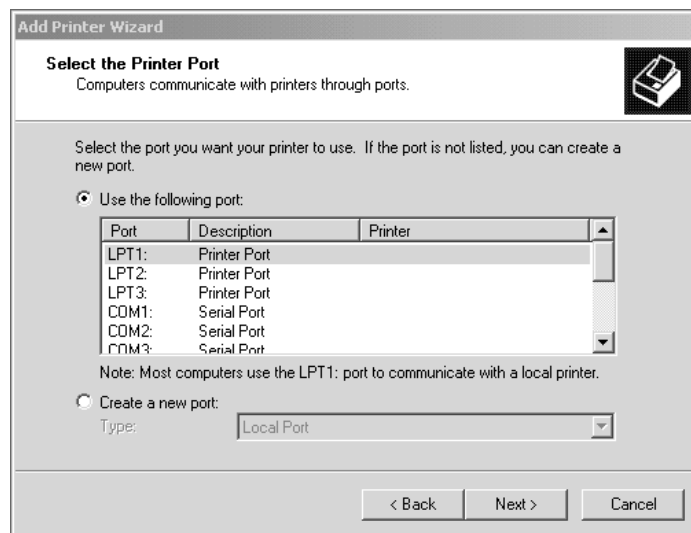 Add Printer Wizard
Select the Printer Port
Computers communicate with printers through ports.
Select the port you want your printer to use. If the port is not listed, you can create a
new port.
Use the following port:
Port Description Printer
LPT1: Printer Port
LPT2: Printer Port
LPT3: Printer Port
COM1: Serial Port
COM2: Serial Port
COM3: Serial Port
Note: Most computers use the LPT1: port to communicate with a local printer.
Create a new port:
Type: Local Port
< Back Next > Cancel